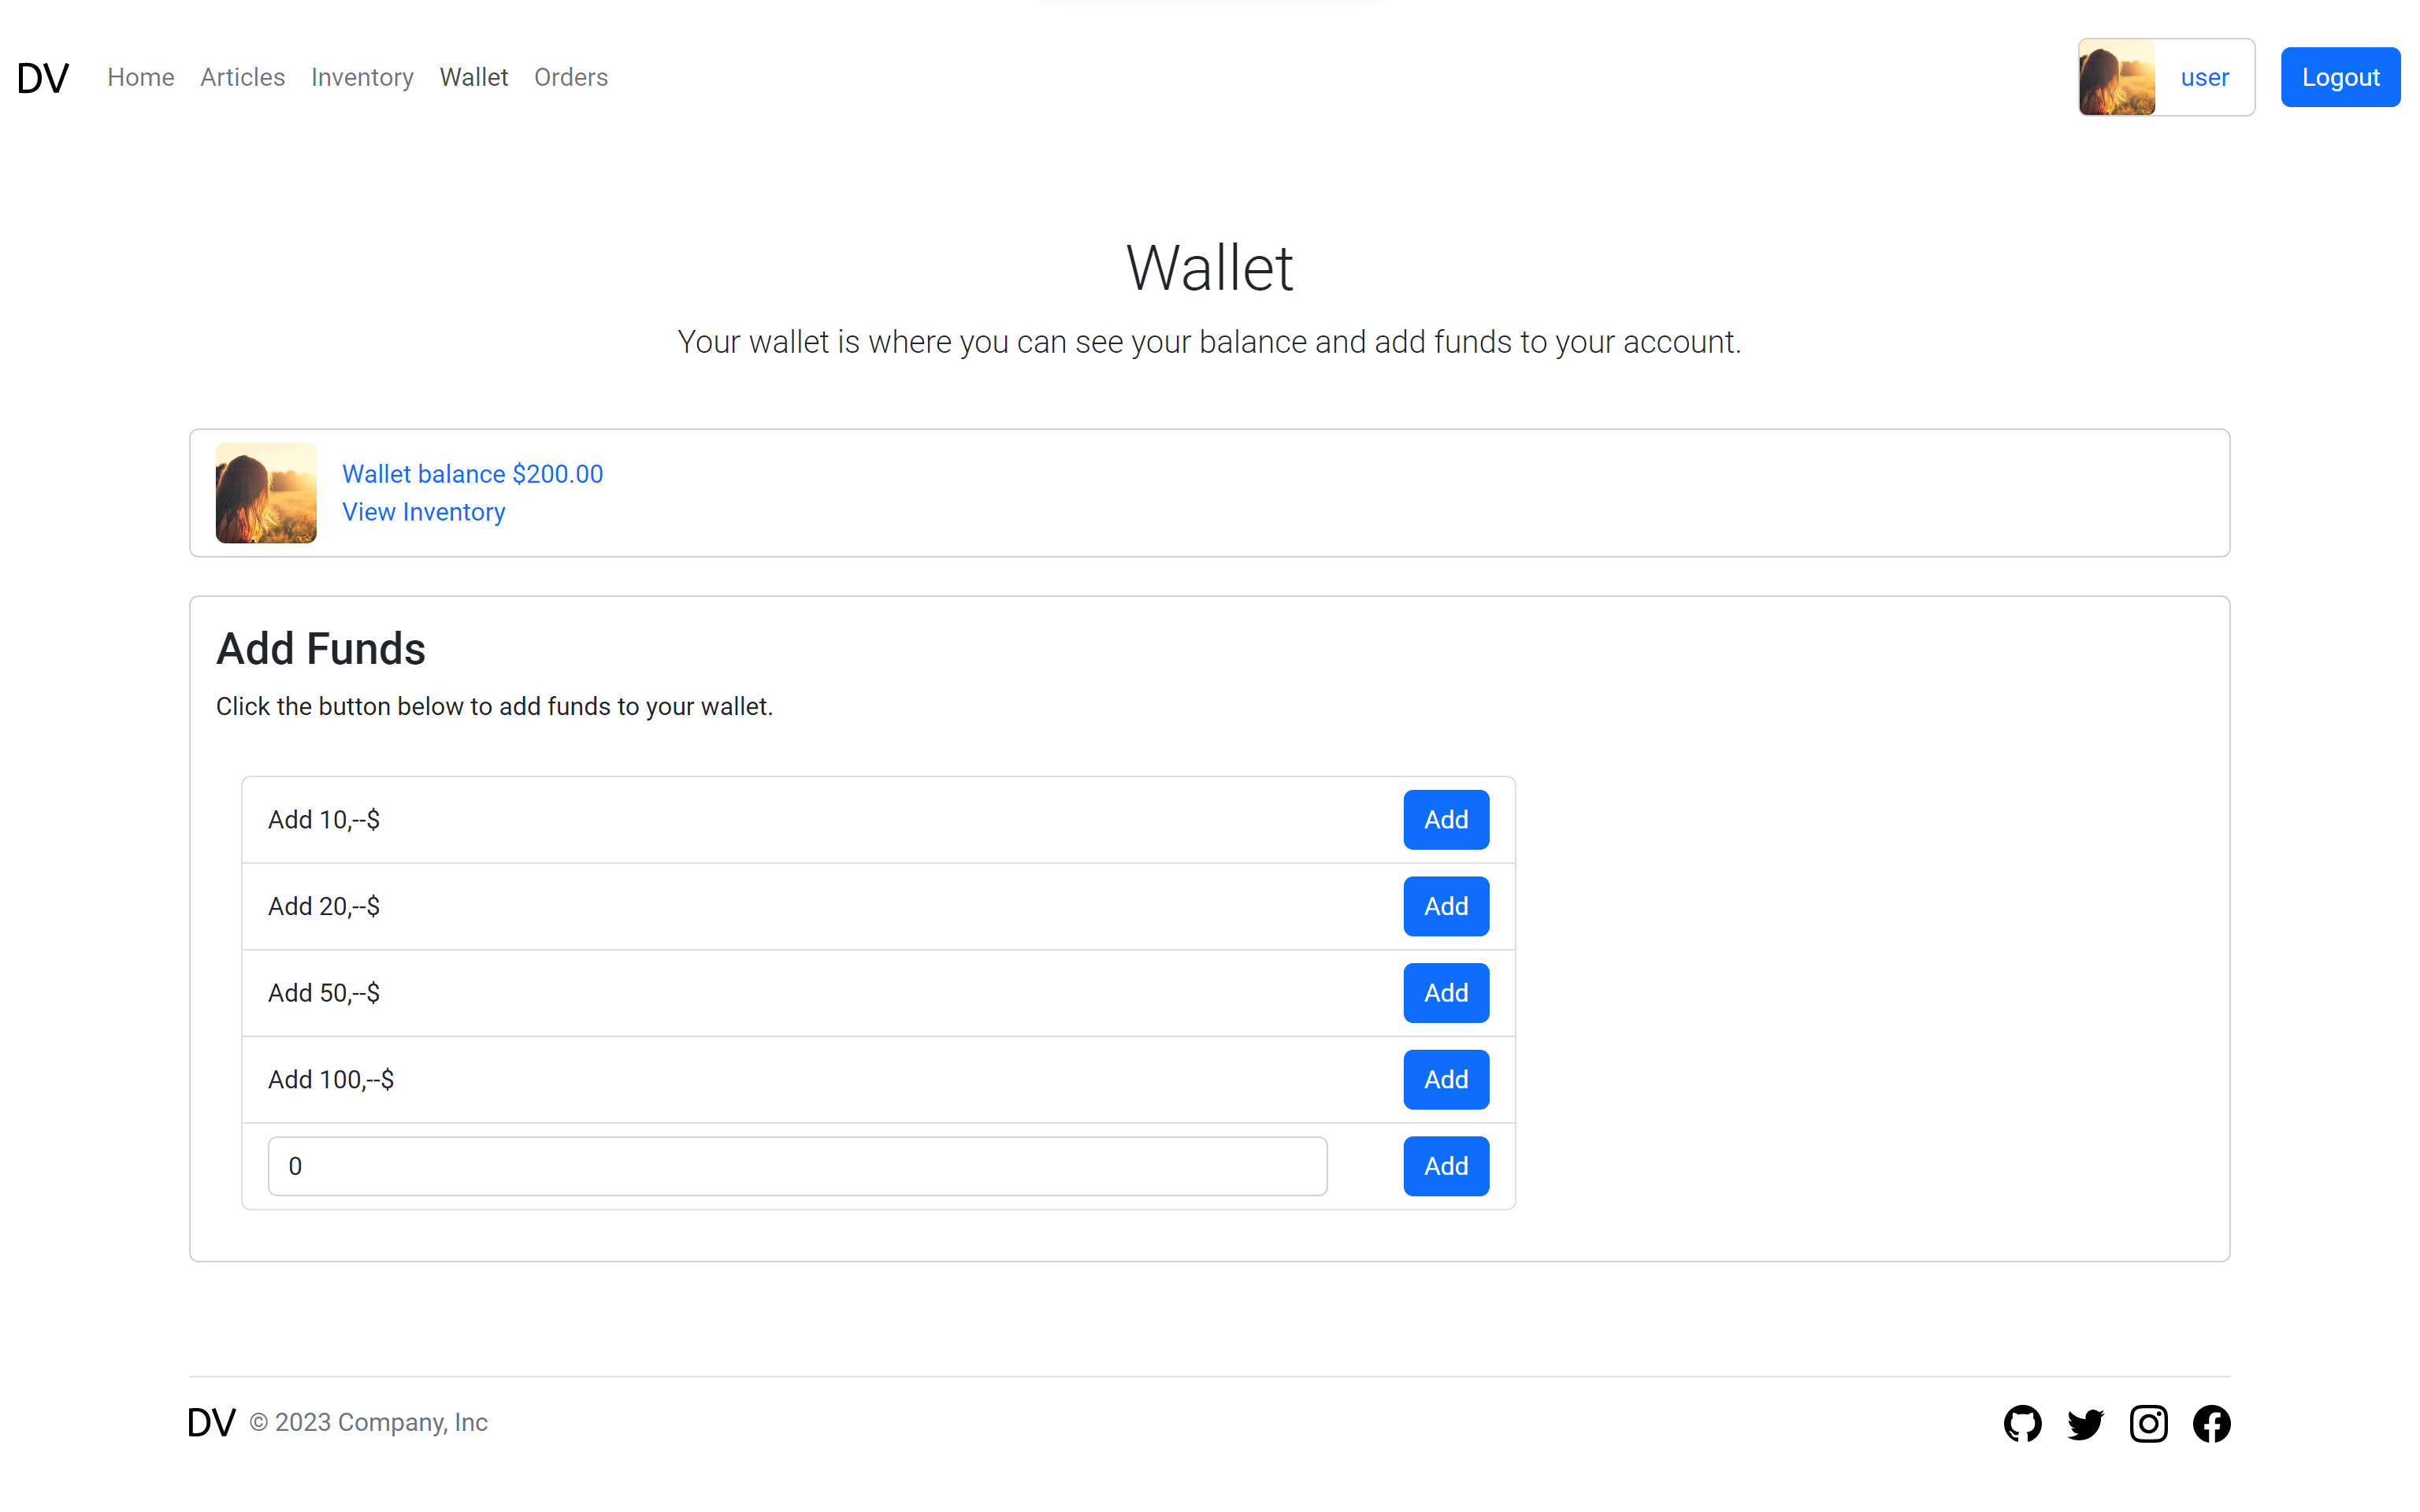 DV Home Articles Inventory Wallet Orders user Logout
Wallet
Your wallet is where you can see your balance and add funds to your account.
Wallet balance $200.00
View Inventory
Add Funds
Click the button below to add funds to your wallet.
Add 10,--$ Add
Add 20,--$ Add
Add 50,--$ Add
Add 100,--$ Add
0 Add
DV © 2023 Company, Inc